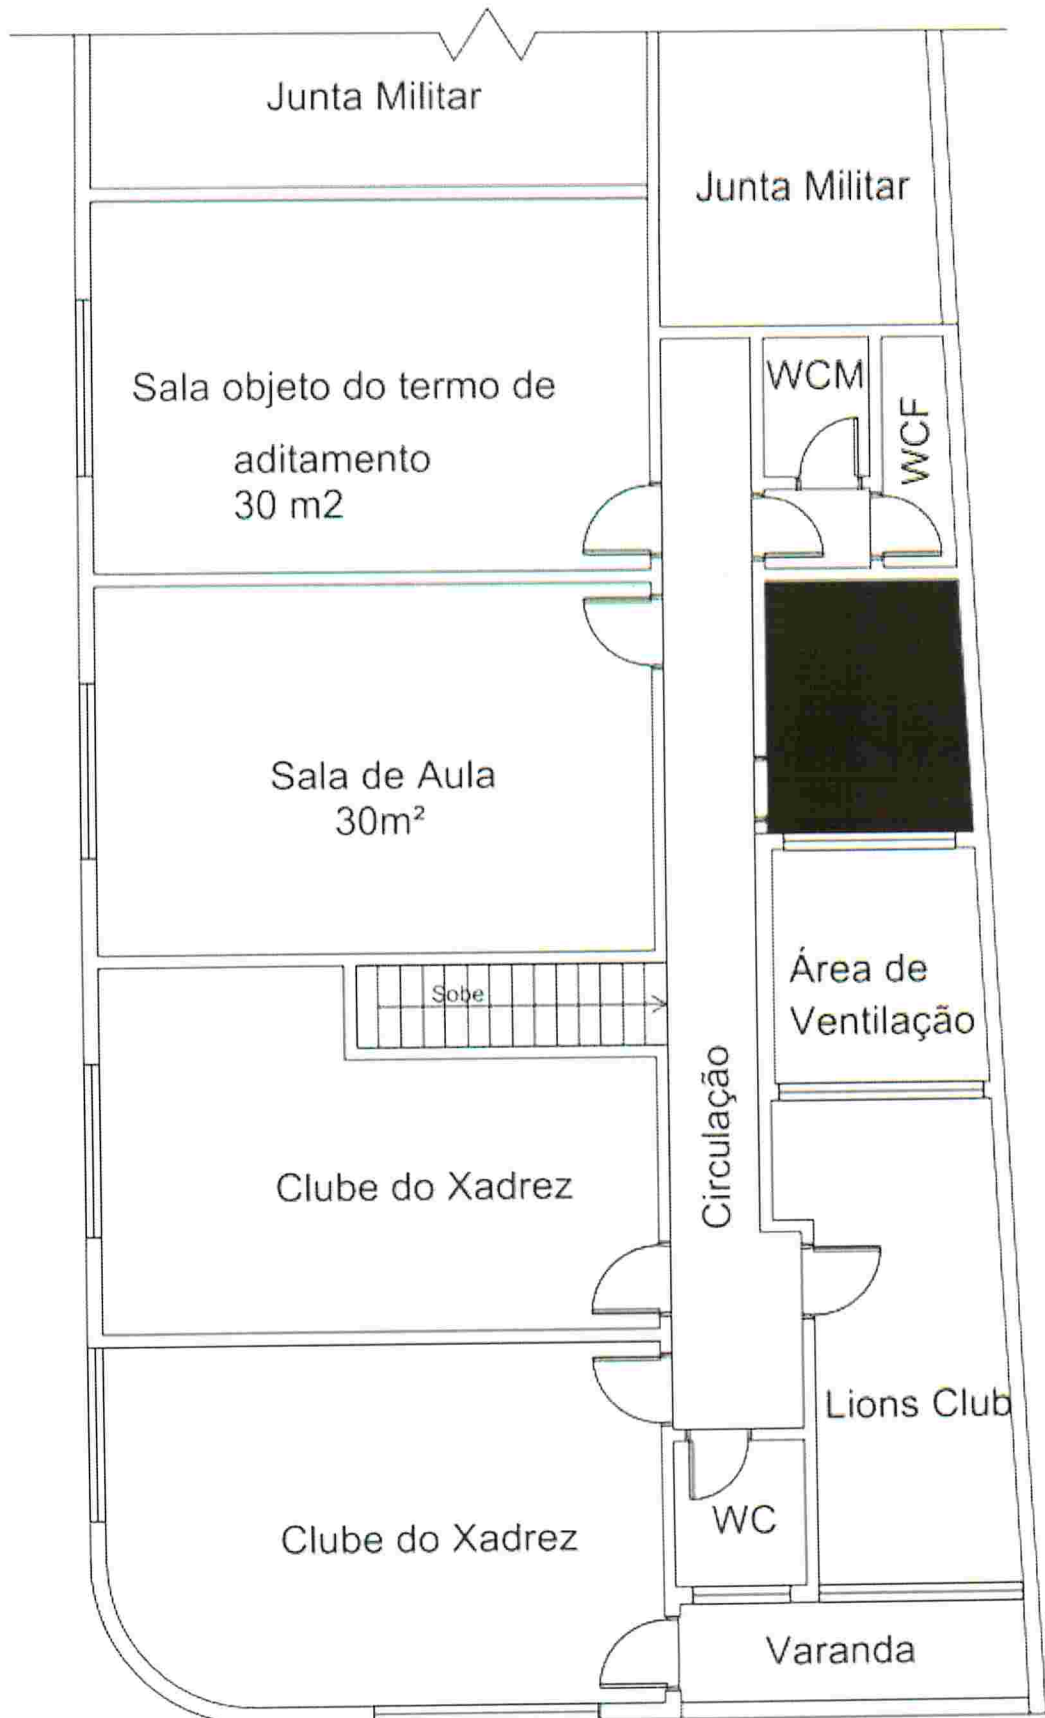 Junta Militar
Junta Militar
Sala objeto do termo de
aditamento
30 m2
WCM
WCF
Sala de Aula
30m²
Área de
Ventilação
Sobe
Circulação
Clube do Xadrez
Lions Club
WC
Clube do Xadrez
Varanda